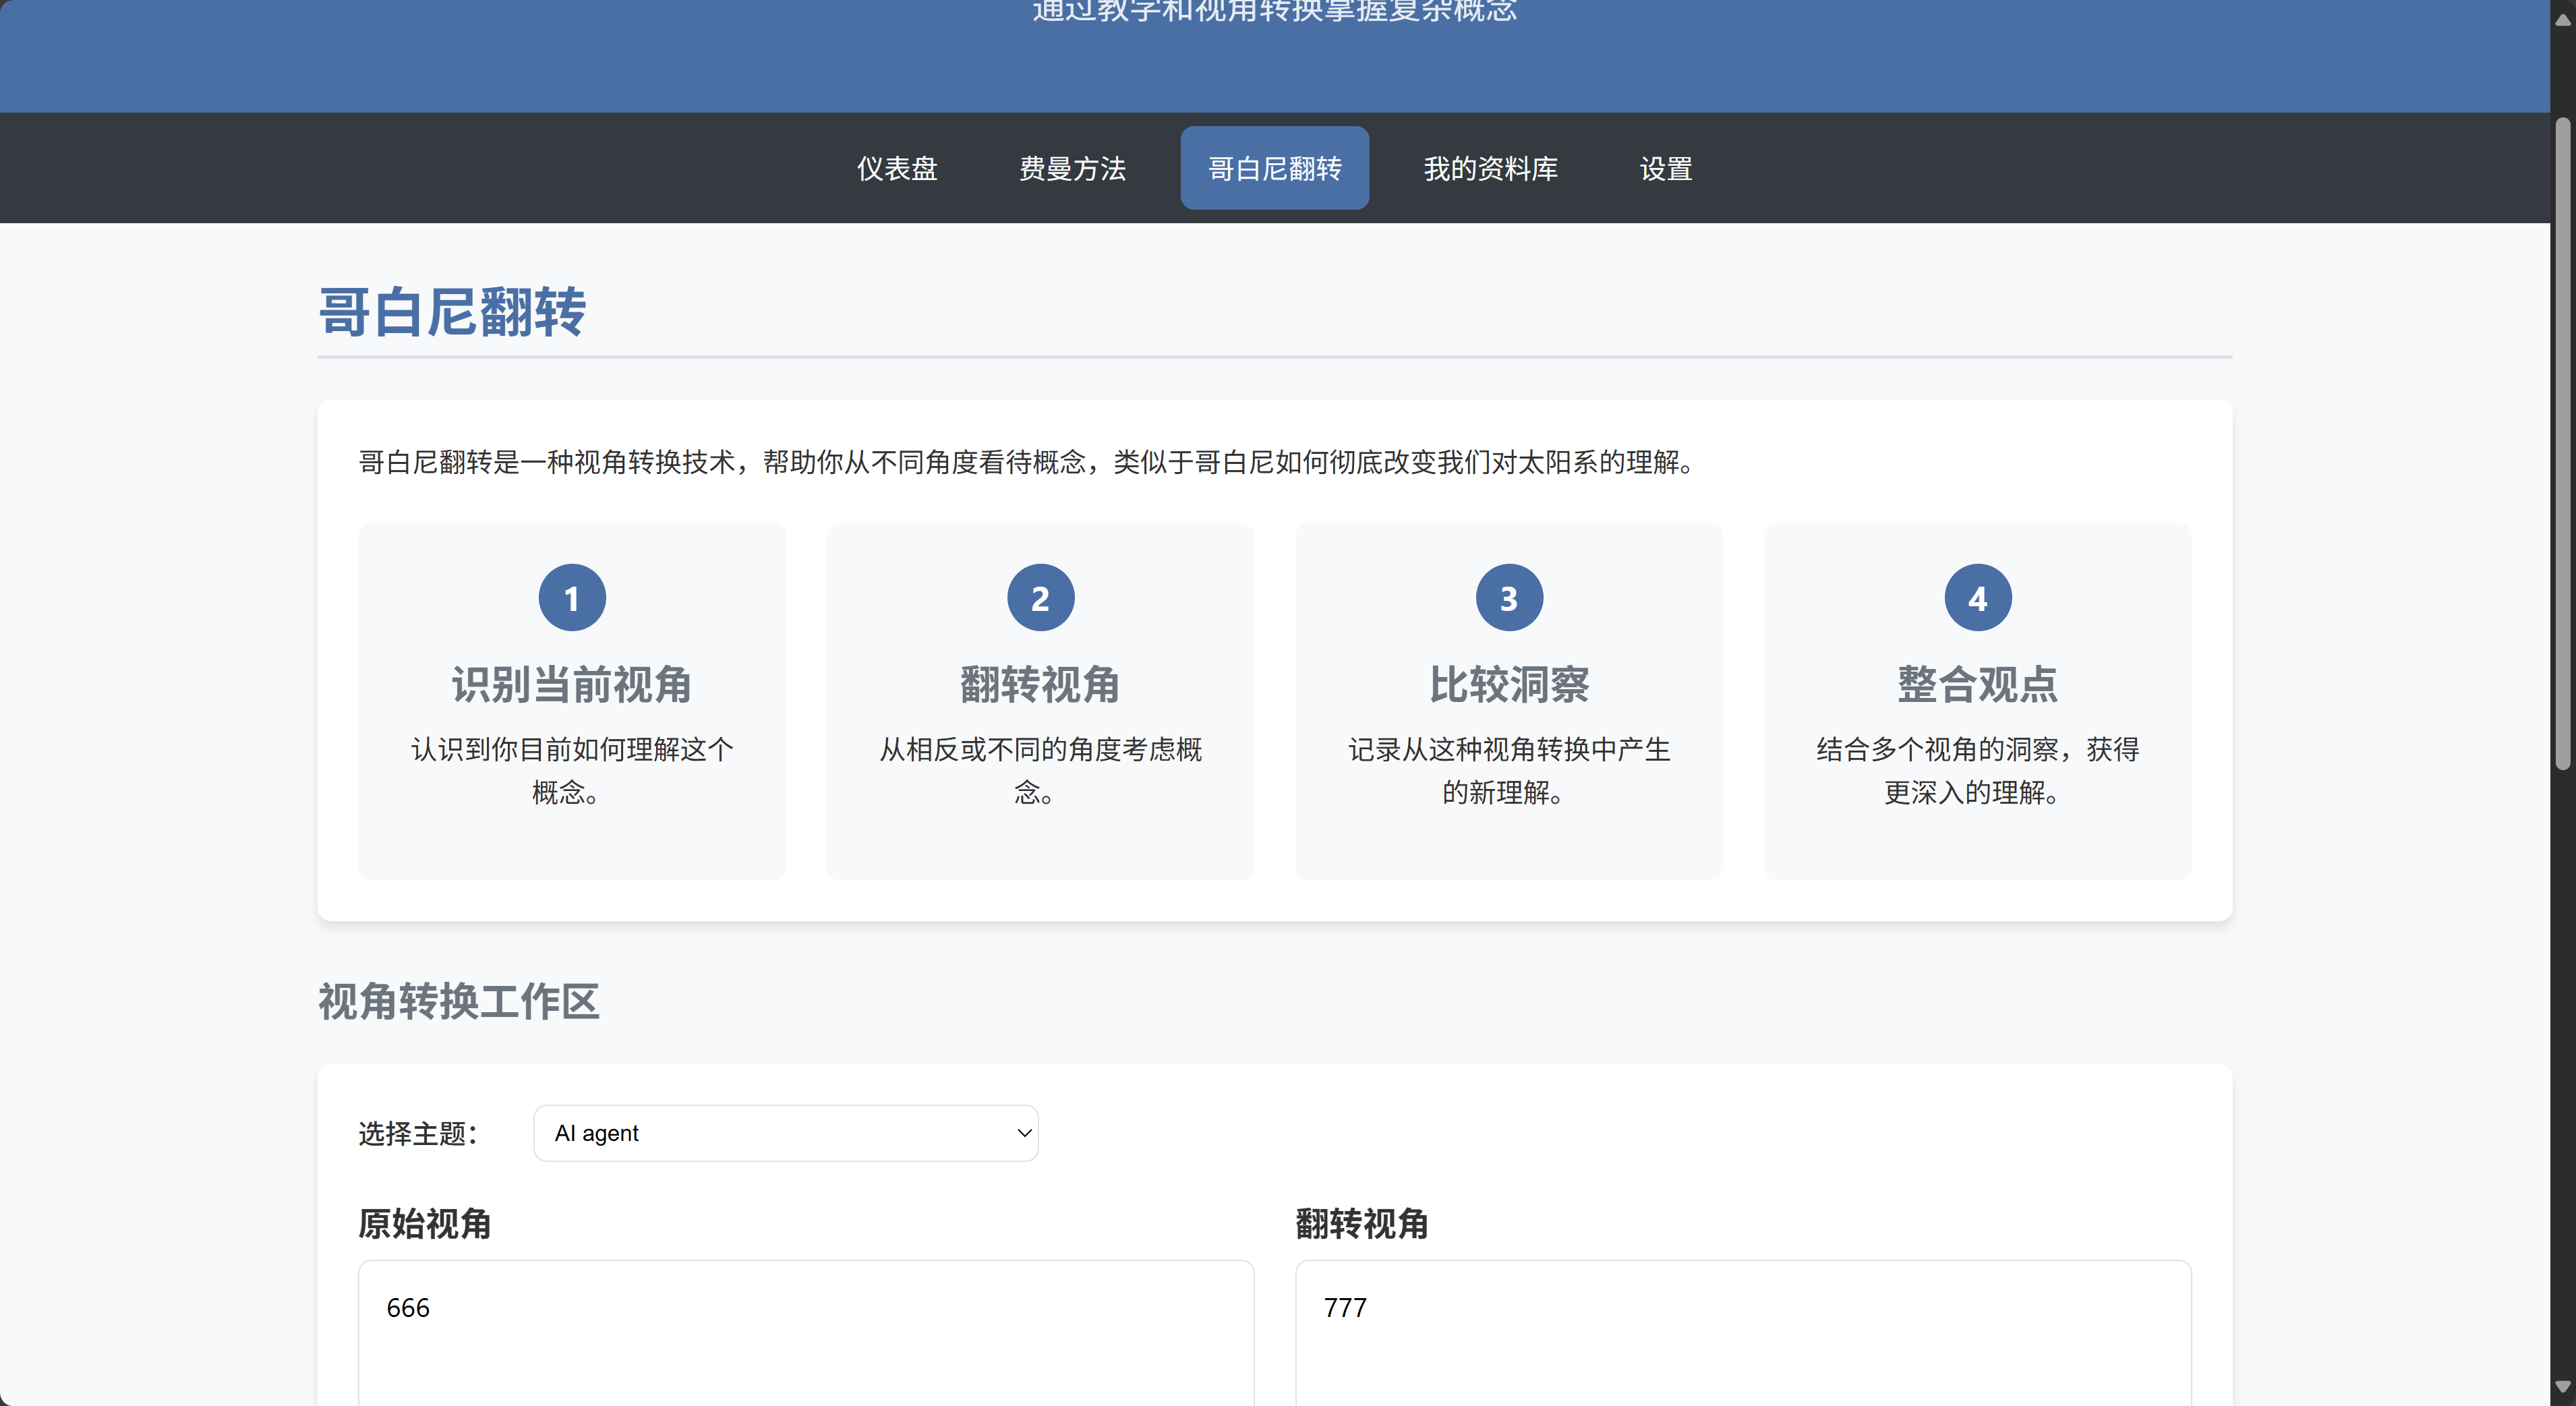 通过教学和视角转换掌握复杂概念
仪表盘
费曼方法
哥白尼翻转
我的资料库
设置
哥白尼翻转
哥白尼翻转是一种视角转换技术，帮助你从不同角度看待概念，类似于哥白尼如何彻底改变我们对太阳系的理解。
1
识别当前视角
认识到你目前如何理解这个
概念。
2
翻转视角
从相反或不同的角度考虑概
念。
3
比较洞察
记录从这种视角转换中产生
的新理解。
4
整合观点
结合多个视角的洞察，获得
更深入的理解。
视角转换工作区
选择主题：
AI agent
原始视角
666
翻转视角
777